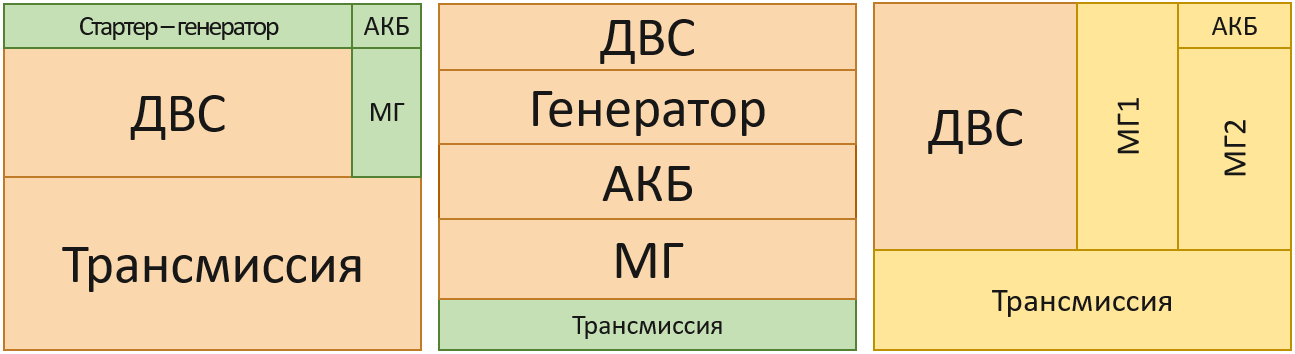 Стартер – генератор
АКБ
ДВС
МГ
Трансмиссия
ДВС
Генератор
АКБ
МГ
Трансмиссия
ДВС
МГ1
АКБ
МГ2
Трансмиссия